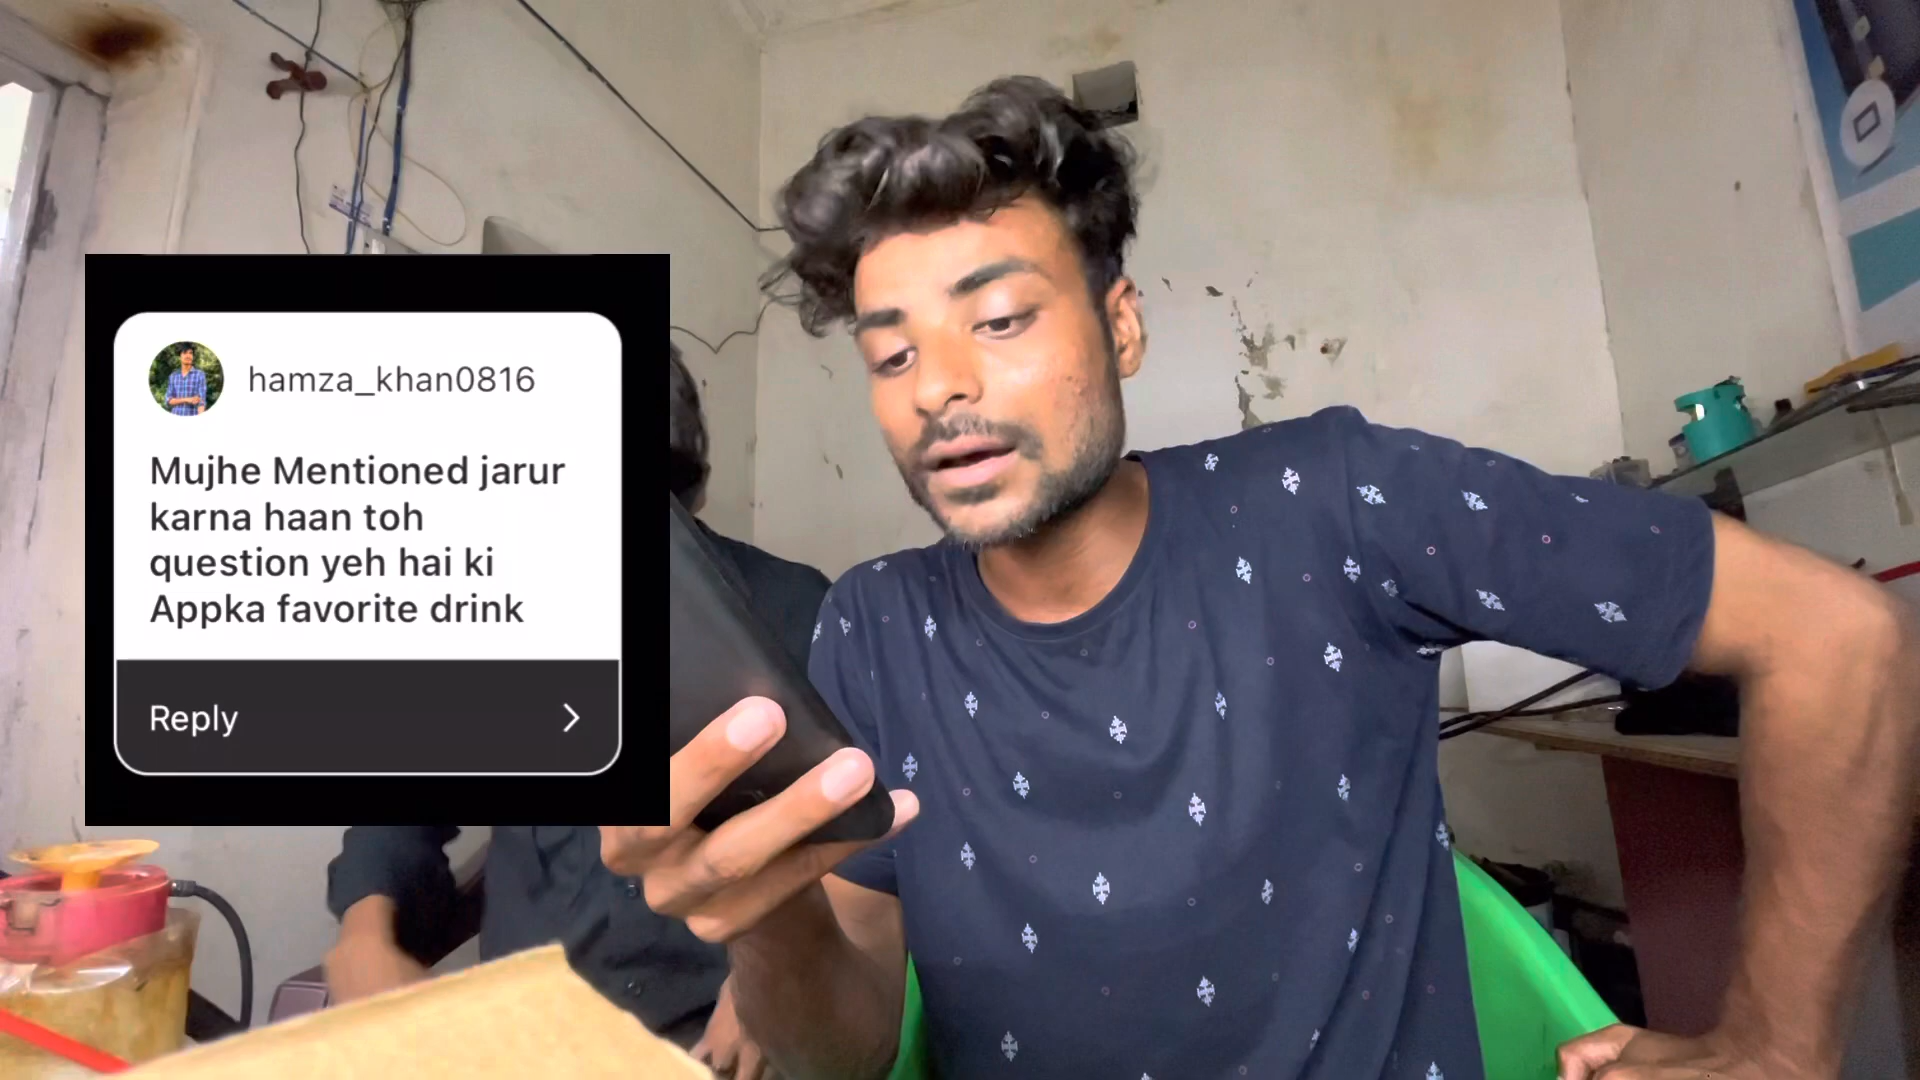 hamza_khan0816
Mujhe Mentioned jarur
karna haan toh
question yeh hai ki
Appka favorite drink
Reply